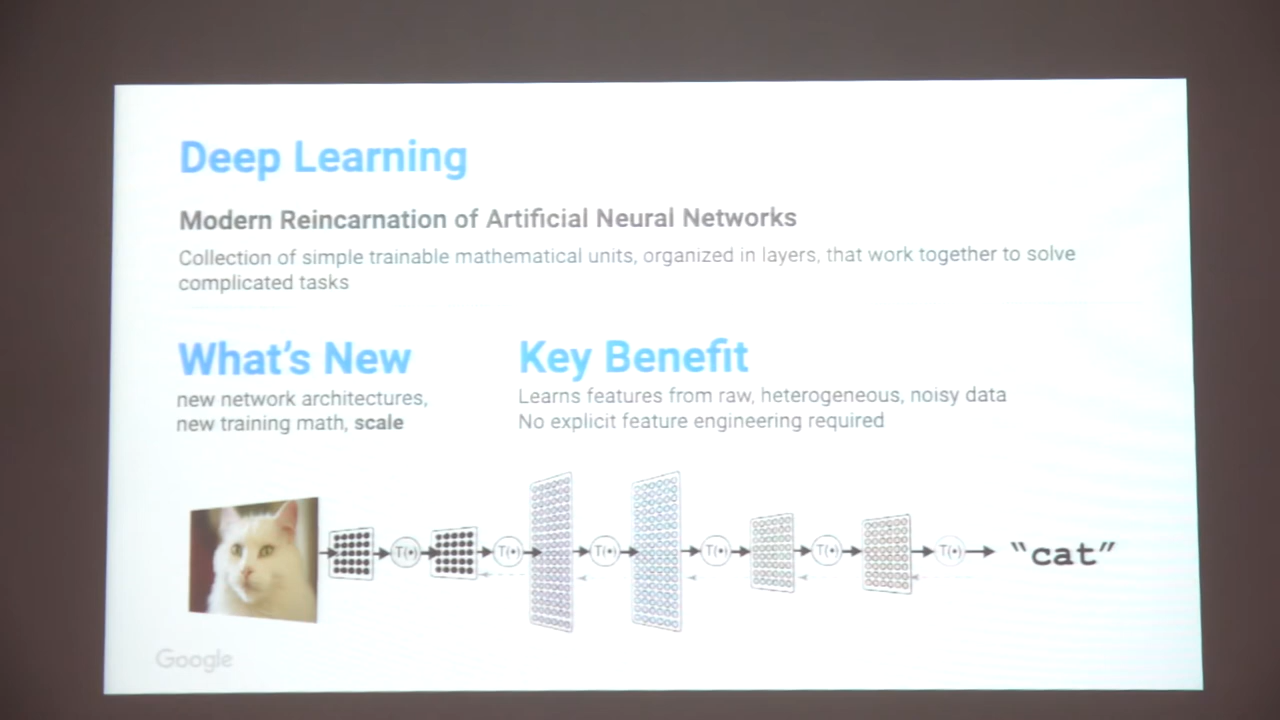 Deep Learning
Modern Reincarnation of Artificial Neural Networks
Collection of simple trainable mathematical units, organized in layers, that work together to solve
complicated tasks
What's New
new network architectures,
new training math, scale
Key Benefit
Learns features from raw, heterogeneous, noisy data
No explicit feature engineering required
T(•) T(•) T(•) T(•) T(•) T(•) "cat"
Google